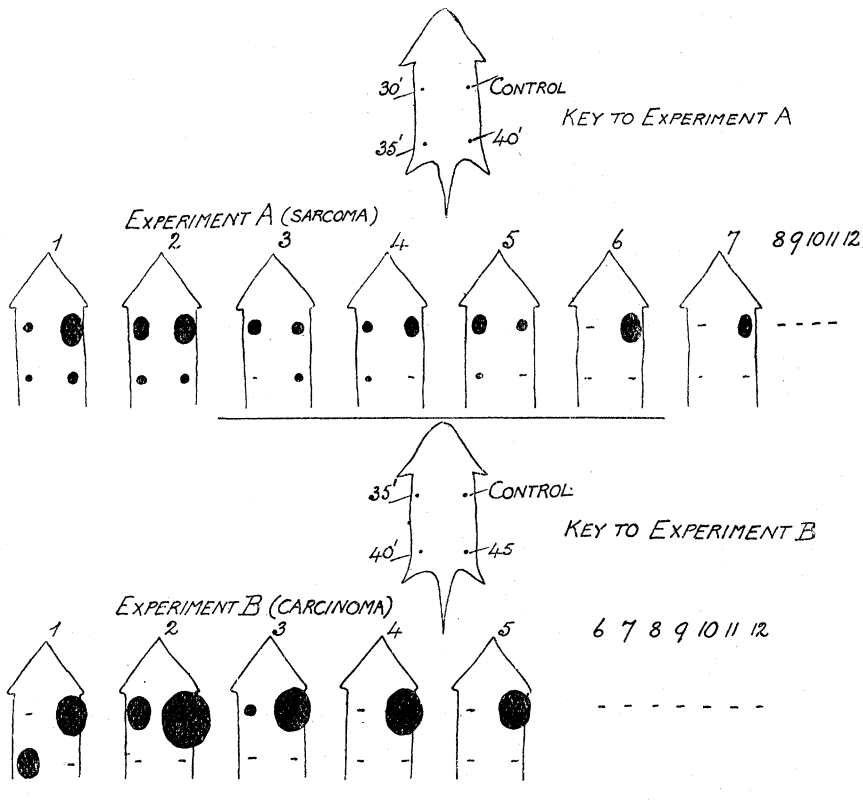 30' CONTROL
KEY TO EXPERIMENT A
35' 40'
EXPERIMENT A (SARCOMA)
1 2 3 4 5 6 7 8 9 10 11 12
35' CONTROL
KEY TO EXPERIMENT B
40' 45
EXPERIMENT B (CARCINOMA)
1 2 3 4 5 6 7 8 9 10 11 12